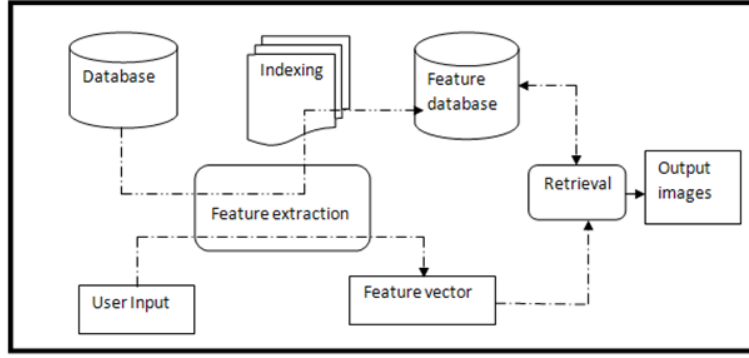 Database
Indexing
Feature
database
Feature extraction
Retrieval
Output
images
User Input
Feature vector